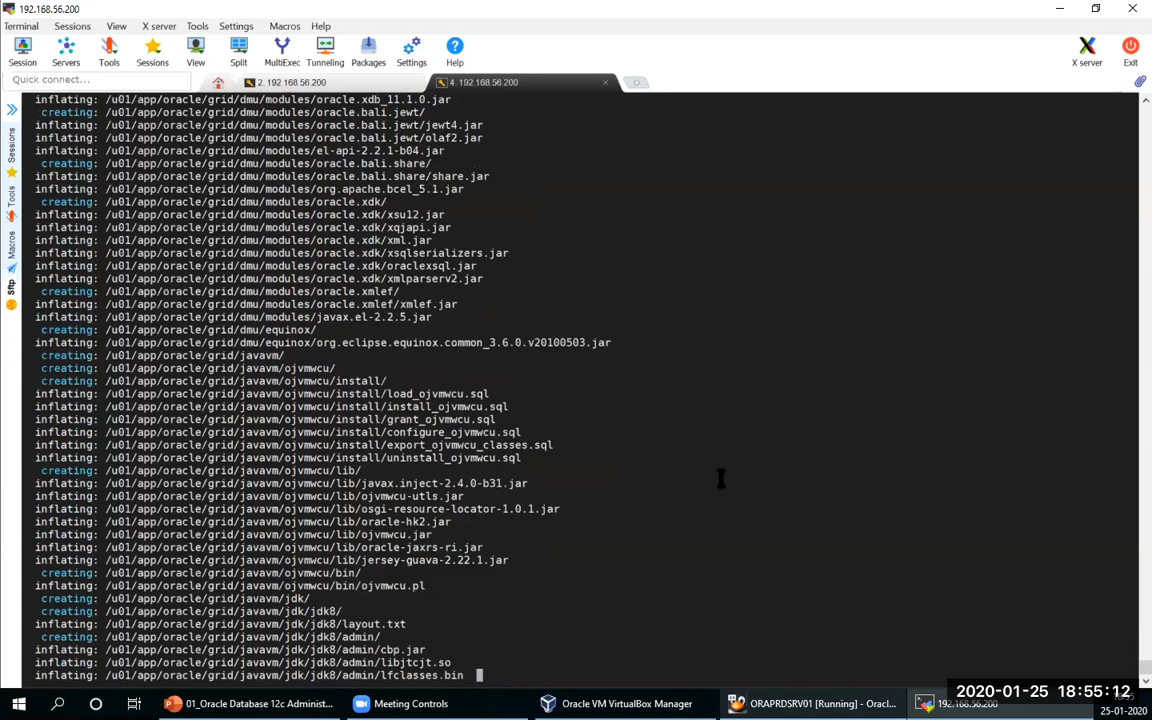 192.168.56.200
Terminal Sessions View X server Tools Settings Macros Help
Session Servers Tools Sessions View Split MultiExec Tunneling Packages Settings Help X server Exit
Quick connect...
2. 192.168.56.200
4. 192.168.56.200
Sessions
Tools
Macros
Sftp
inflating: /u01/app/oracle/grid/dmu/modules/oracle.xdb_11.1.0.jar
creating: /u01/app/oracle/grid/dmu/modules/oracle.bali.jewt/
inflating: /u01/app/oracle/grid/dmu/modules/oracle.bali.jewt/jewt4.jar
inflating: /u01/app/oracle/grid/dmu/modules/oracle.bali.jewt/olaf2.jar
inflating: /u01/app/oracle/grid/dmu/modules/el-api-2.2.1-b04.jar
creating: /u01/app/oracle/grid/dmu/modules/oracle.bali.share/
inflating: /u01/app/oracle/grid/dmu/modules/oracle.bali.share/share.jar
inflating: /u01/app/oracle/grid/dmu/modules/org.apache.bcel_5.1.jar
creating: /u01/app/oracle/grid/dmu/modules/oracle.xdk/
inflating: /u01/app/oracle/grid/dmu/modules/oracle.xdk/xsu12.jar
inflating: /u01/app/oracle/grid/dmu/modules/oracle.xdk/xqjapi.jar
inflating: /u01/app/oracle/grid/dmu/modules/oracle.xdk/xml.jar
inflating: /u01/app/oracle/grid/dmu/modules/oracle.xdk/xsqlserializers.jar
inflating: /u01/app/oracle/grid/dmu/modules/oracle.xdk/oraclexsql.jar
inflating: /u01/app/oracle/grid/dmu/modules/oracle.xdk/xmlparserv2.jar
creating: /u01/app/oracle/grid/dmu/modules/oracle.xmlef/
inflating: /u01/app/oracle/grid/dmu/modules/oracle.xmlef/xmlef.jar
inflating: /u01/app/oracle/grid/dmu/modules/javax.el-2.2.5.jar
creating: /u01/app/oracle/grid/dmu/equinox/
inflating: /u01/app/oracle/grid/dmu/equinox/org.eclipse.equinox.common_3.6.0.v20100503.jar
creating: /u01/app/oracle/grid/javavm/
creating: /u01/app/oracle/grid/javavm/ojvmwcu/
creating: /u01/app/oracle/grid/javavm/ojvmwcu/install/
inflating: /u01/app/oracle/grid/javavm/ojvmwcu/install/load_ojvmwcu.sql
inflating: /u01/app/oracle/grid/javavm/ojvmwcu/install/install_ojvmwcu.sql
inflating: /u01/app/oracle/grid/javavm/ojvmwcu/install/grant_ojvmwcu.sql
inflating: /u01/app/oracle/grid/javavm/ojvmwcu/install/configure_ojvmwcu.sql
inflating: /u01/app/oracle/grid/javavm/ojvmwcu/install/export_ojvmwcu_classes.sql
inflating: /u01/app/oracle/grid/javavm/ojvmwcu/install/uninstall_ojvmwcu.sql
creating: /u01/app/oracle/grid/javavm/ojvmwcu/lib/
inflating: /u01/app/oracle/grid/javavm/ojvmwcu/lib/javax.inject-2.4.0-b31.jar
inflating: /u01/app/oracle/grid/javavm/ojvmwcu/lib/ojvmwcu-utls.jar
inflating: /u01/app/oracle/grid/javavm/ojvmwcu/lib/osgi-resource-locator-1.0.1.jar
inflating: /u01/app/oracle/grid/javavm/ojvmwcu/lib/oracle-hk2.jar
inflating: /u01/app/oracle/grid/javavm/ojvmwcu/lib/ojvmwcu.jar
inflating: /u01/app/oracle/grid/javavm/ojvmwcu/lib/oracle-jaxrs-ri.jar
inflating: /u01/app/oracle/grid/javavm/ojvmwcu/lib/jersey-guava-2.22.1.jar
creating: /u01/app/oracle/grid/javavm/ojvmwcu/bin/
inflating: /u01/app/oracle/grid/javavm/ojvmwcu/bin/ojvmwcu.pl
creating: /u01/app/oracle/grid/javavm/jdk/
creating: /u01/app/oracle/grid/javavm/jdk/jdk8/
inflating: /u01/app/oracle/grid/javavm/jdk/jdk8/layout.txt
creating: /u01/app/oracle/grid/javavm/jdk/jdk8/admin/
inflating: /u01/app/oracle/grid/javavm/jdk/jdk8/admin/cbp.jar
inflating: /u01/app/oracle/grid/javavm/jdk/jdk8/admin/libjtcjt.so
inflating: /u01/app/oracle/grid/javavm/jdk/jdk8/admin/lfclasses.bin
01_Oracle Database 12c Administ... Meeting Controls Oracle VM VirtualBox Manager ORAPRDSRV01 [Running] - Orac... 192.168.56.200
2020-01-25 18:55:12
25-01-2020